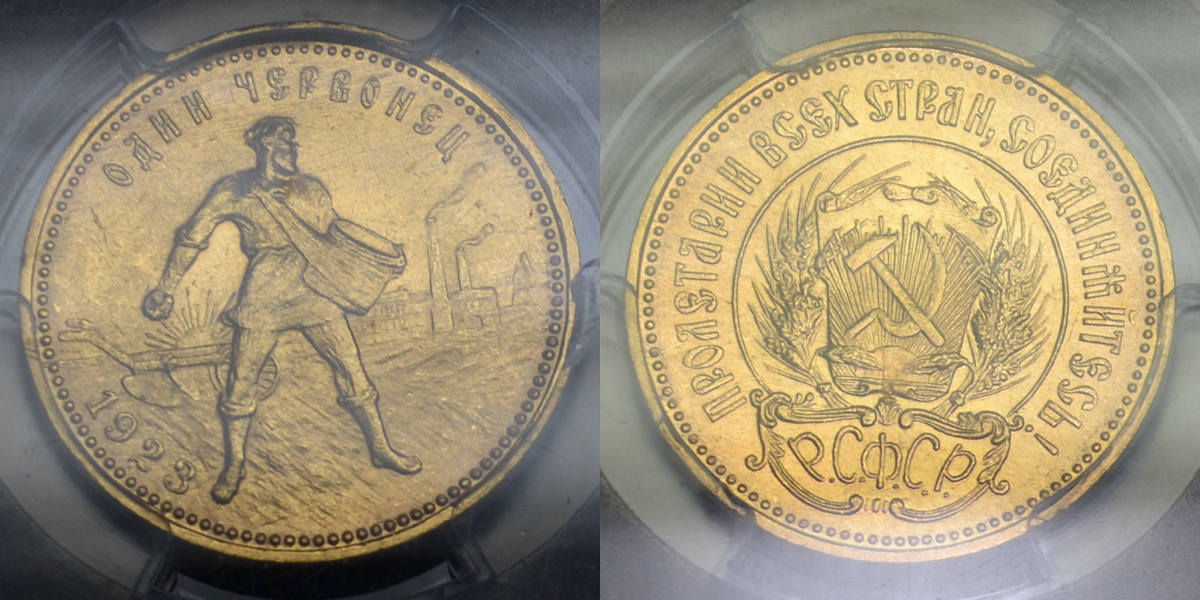 ОДИН ЧЕРВОНЕЦ
1923
ПРОЛЕТАРИИ ВСЕХ СТРАН, СОЕДИНЯЙТЕСЬ!
Р.С.Ф.С.Р.